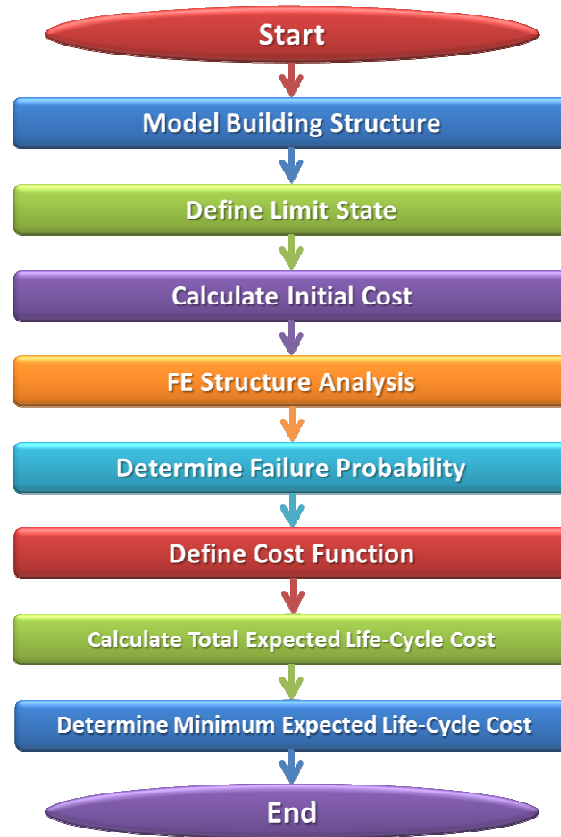 Start
Model Building Structure
Define Limit State
Calculate Initial Cost
FE Structure Analysis
Determine Failure Probability
Define Cost Function
Calculate Total Expected Life-Cycle Cost
Determine Minimum Expected Life-Cycle Cost
End